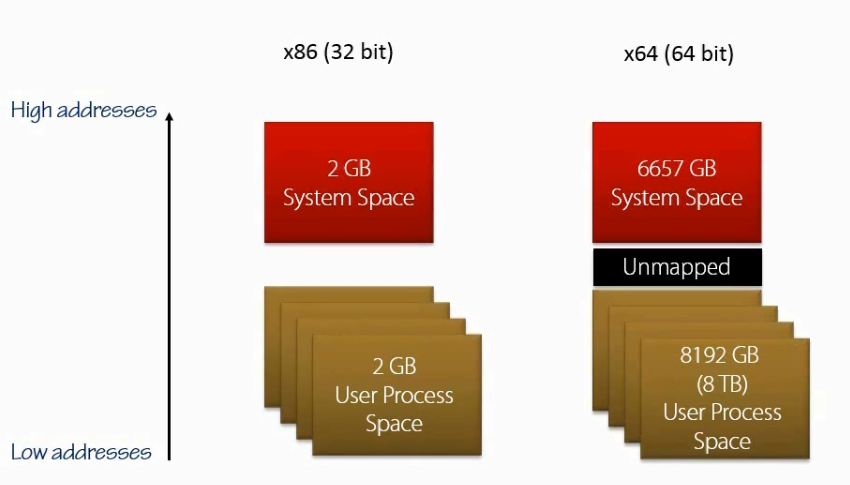 x86 (32 bit)
x64 (64 bit)
High addresses
2 GB
System Space
6657 GB
System Space
Unmapped
2 GB
User Process
Space
8192 GB
(8 TB)
User Process
Space
Low addresses